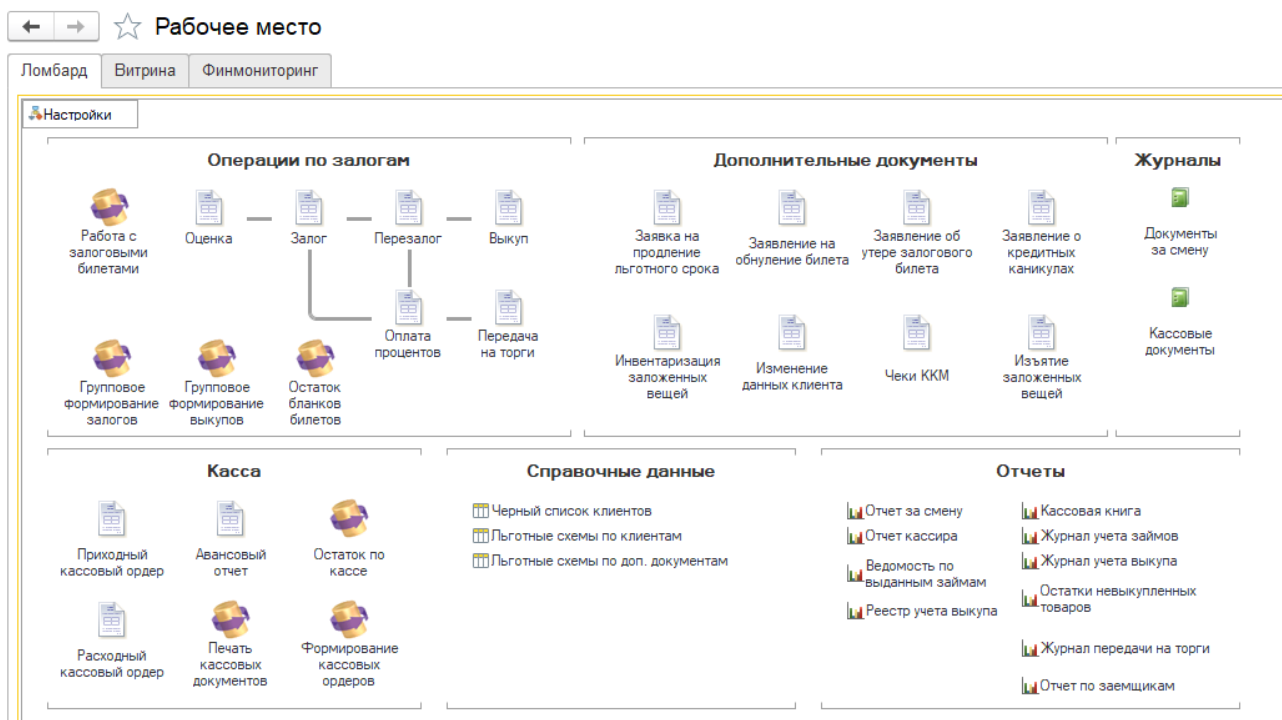 Рабочее место
Ломбард
Витрина
Финмониторинг
Настройки
Операции по залогам
Работа с
залоговыми
билетами
Оценка
Залог
Перезалог
Выкуп
Оплата
процентов
Передача
на торги
Групповое
формирование
залогов
Групповое
формирование
выкупов
Остаток
бланков
билетов
Дополнительные документы
Заявка на
продление
льготного срока
Заявление на
обнуление билета
Заявление об
утере залогового
билета
Заявление о
кредитных
каникулах
Инвентаризация
заложенных
вещей
Изменение
данных клиента
Чеки ККМ
Изъятие
заложенных
вещей
Журналы
Документы
за смену
Кассовые
документы
Касса
Приходный
кассовый ордер
Авансовый
отчет
Остаток по
кассе
Расходный
кассовый ордер
Печать
кассовых
документов
Формирование
кассовых
ордеров
Справочные данные
Черный список клиентов
Льготные схемы по клиентам
Льготные схемы по доп. документам
Отчеты
Отчет за смену
Отчет кассира
Ведомость по
выданным займам
Реестр учета выкупа
Кассовая книга
Журнал учета займов
Журнал учета выкупа
Остатки невыкупленных
товаров
Журнал передачи на торги
Отчет по заемщикам